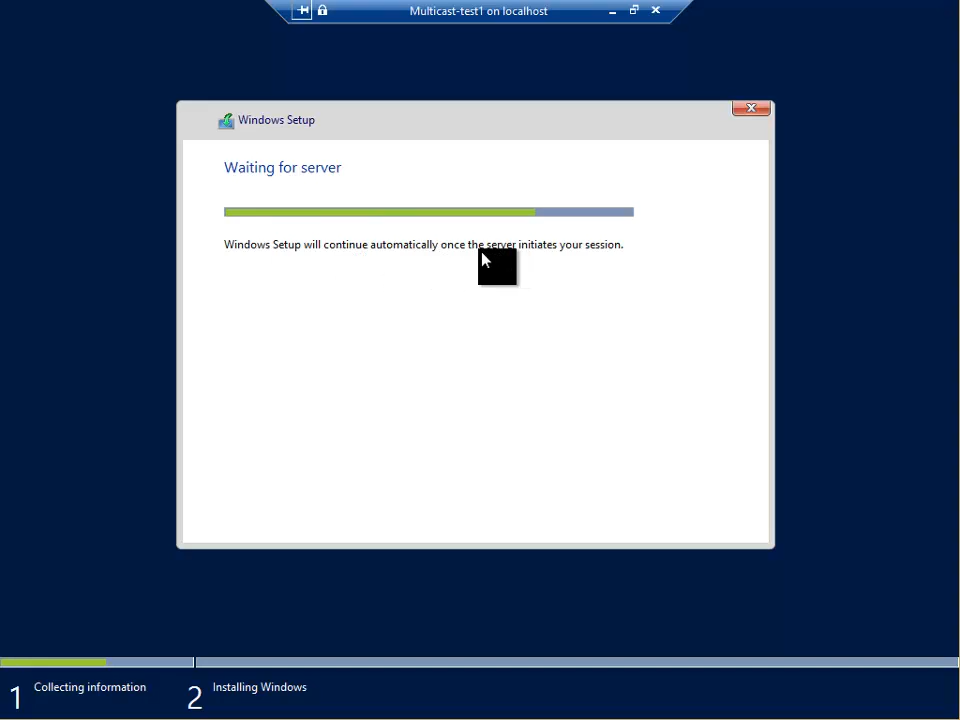 Multicast-test1 on localhost
Windows Setup
Waiting for server
Windows Setup will continue automatically once the server initiates your session.
1 Collecting information
2 Installing Windows